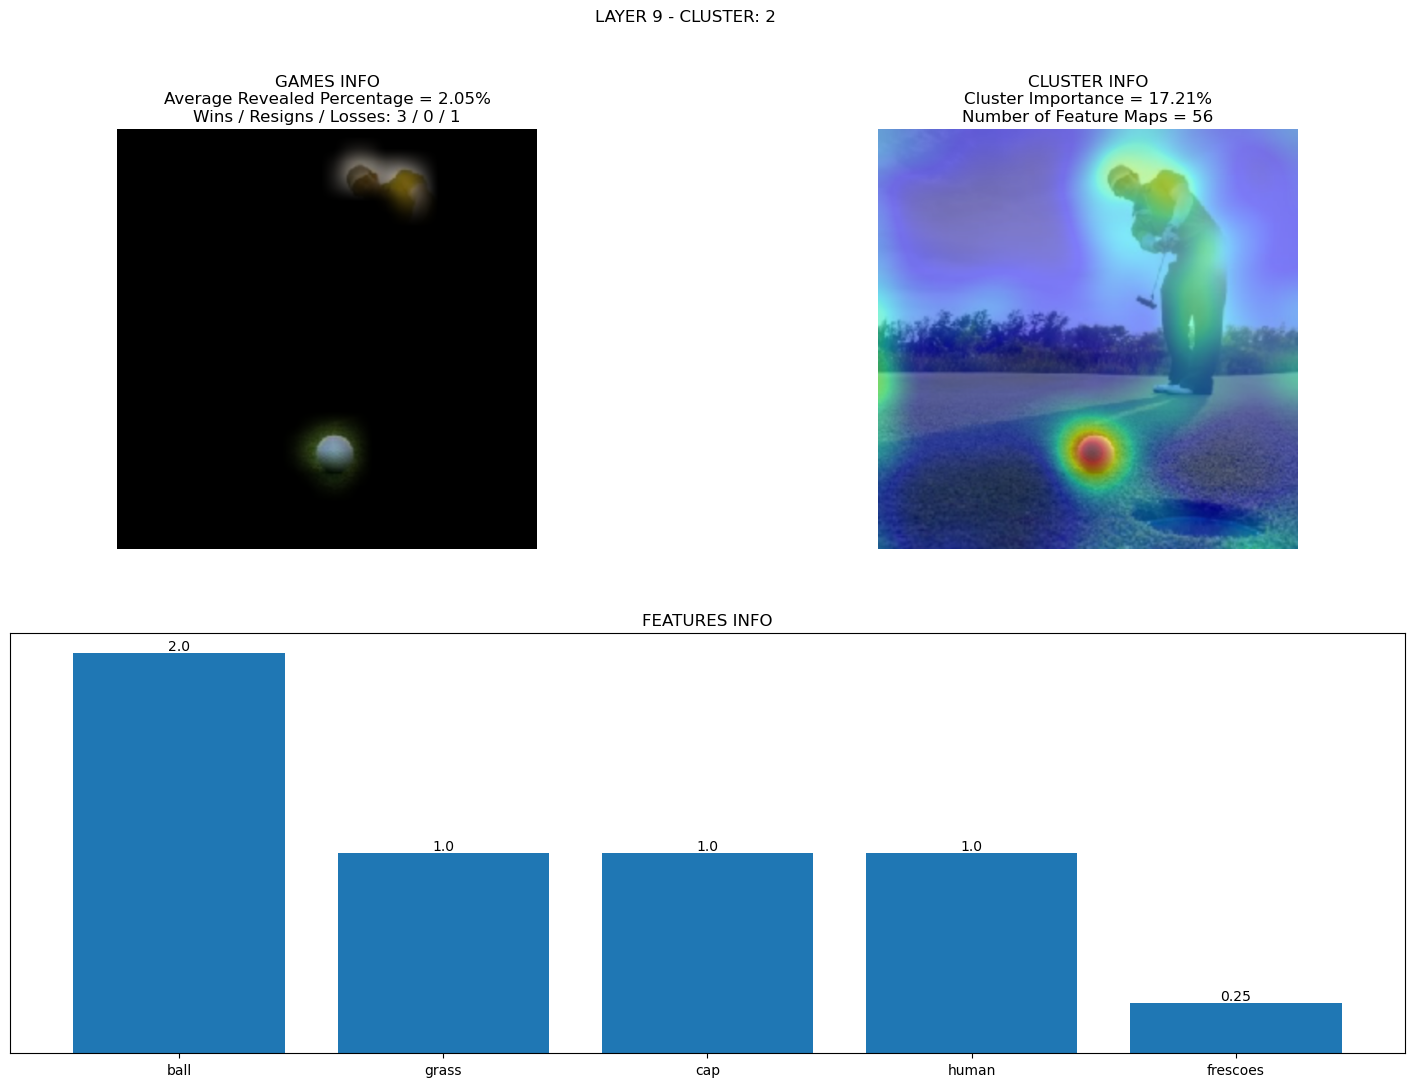 LAYER 9 - CLUSTER: 2
GAMES INFO
Average Revealed Percentage = 2.05%
Wins / Resigns / Losses: 3 / 0 / 1
CLUSTER INFO
Cluster Importance = 17.21%
Number of Feature Maps = 56
FEATURES INFO
2.0
1.0
1.0
1.0
0.25
ball
grass
cap
human
frescoes